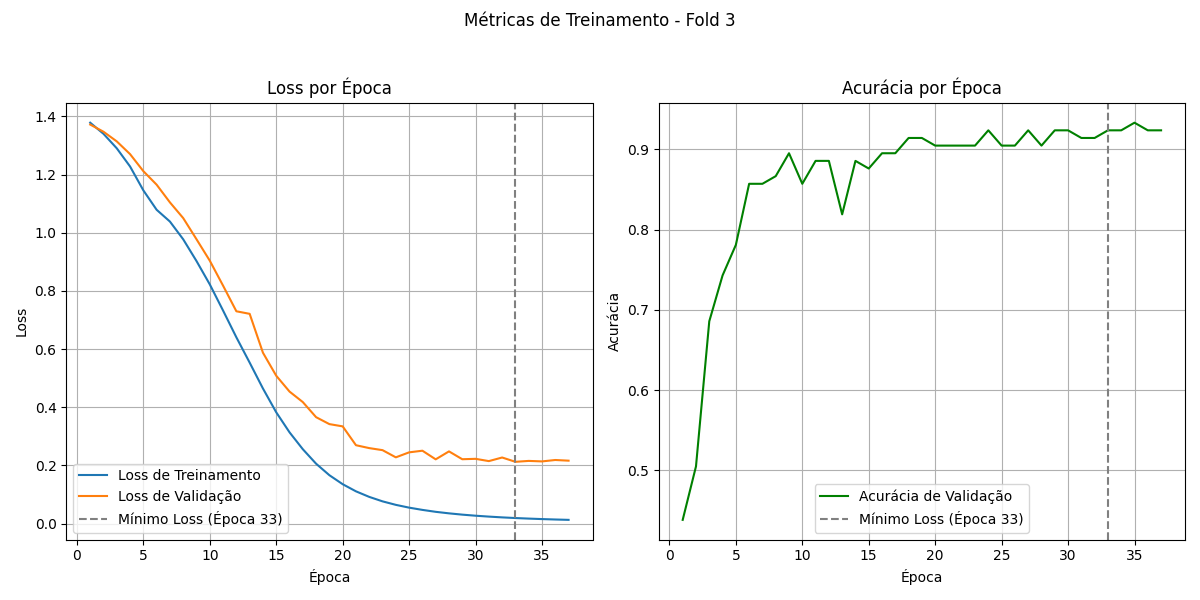 Métricas de Treinamento - Fold 3
Loss por Época
1.4
1.2
1.0
0.8
0.6
0.4
0.2
0.0
Loss
Loss de Treinamento
Loss de Validação
Mínimo Loss (Época 33)
0 5 10 15 20 25 30 35
Época
Acurácia por Época
0.9
0.8
0.7
0.6
0.5
Acurácia
Acurácia de Validação
Mínimo Loss (Época 33)
0 5 10 15 20 25 30 35
Época